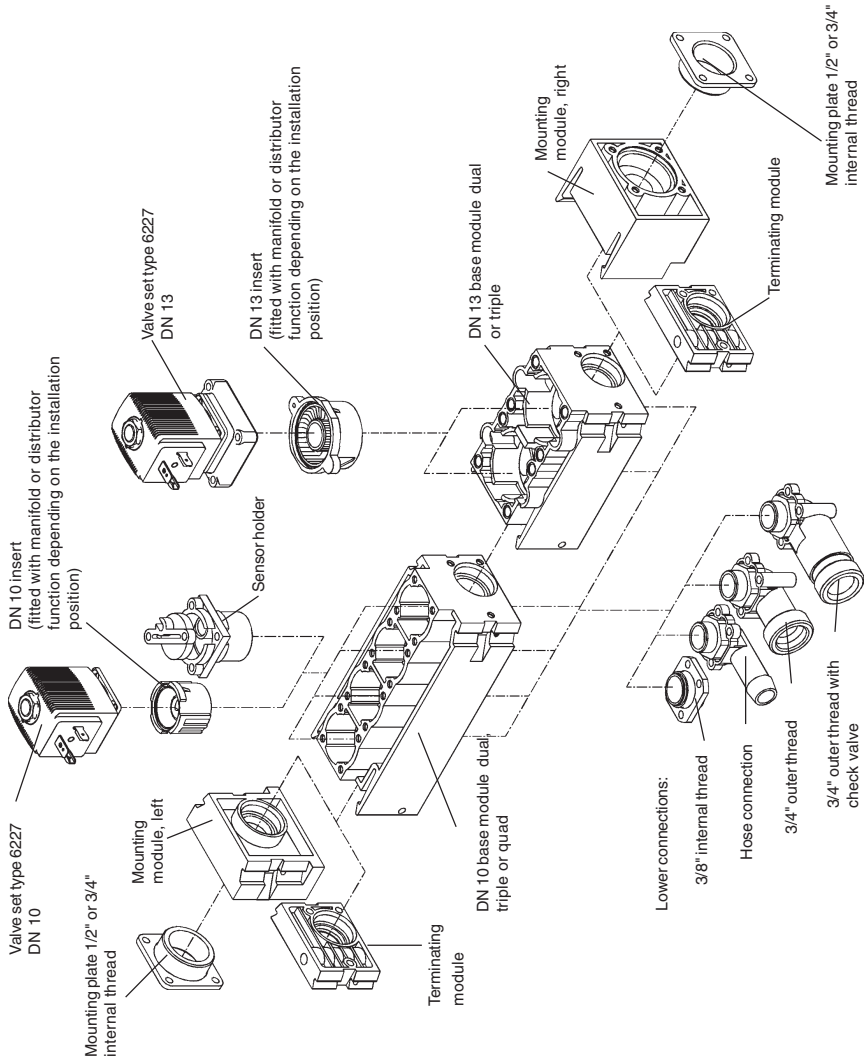 Valve set type 6227
DN 10
DN 10 insert
(fitted with manifold or distributor
function depending on the installation
position)
Valve set type 6227
DN 13
DN 13 insert
(fitted with manifold or distributor
function depending on the installation
position)
Sensor holder
Mounting plate 1/2" or 3/4"
internal thread
Mounting
module, left
DN 13 base module dual
or triple
Mounting
module, right
Terminating
module
DN 10 base module dual,
triple or quad
Terminating module
Mounting plate 1/2" or 3/4"
internal thread
Lower connections:
3/8" internal thread
Hose connection
3/4" outer thread
3/4" outer thread with
check valve